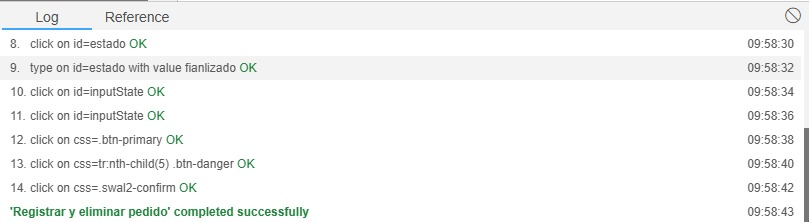 Log Reference
8. click on id=estado OK 09:58:30
9. type on id=estado with value fianlizado OK 09:58:32
10. click on id=inputState OK 09:58:34
11. click on id=inputState OK 09:58:36
12. click on css=.btn-primary OK 09:58:38
13. click on css=tr:nth-child(5) .btn-danger OK 09:58:40
14. click on css=.swal2-confirm OK 09:58:42
'Registrar y eliminar pedido' completed successfully 09:58:43